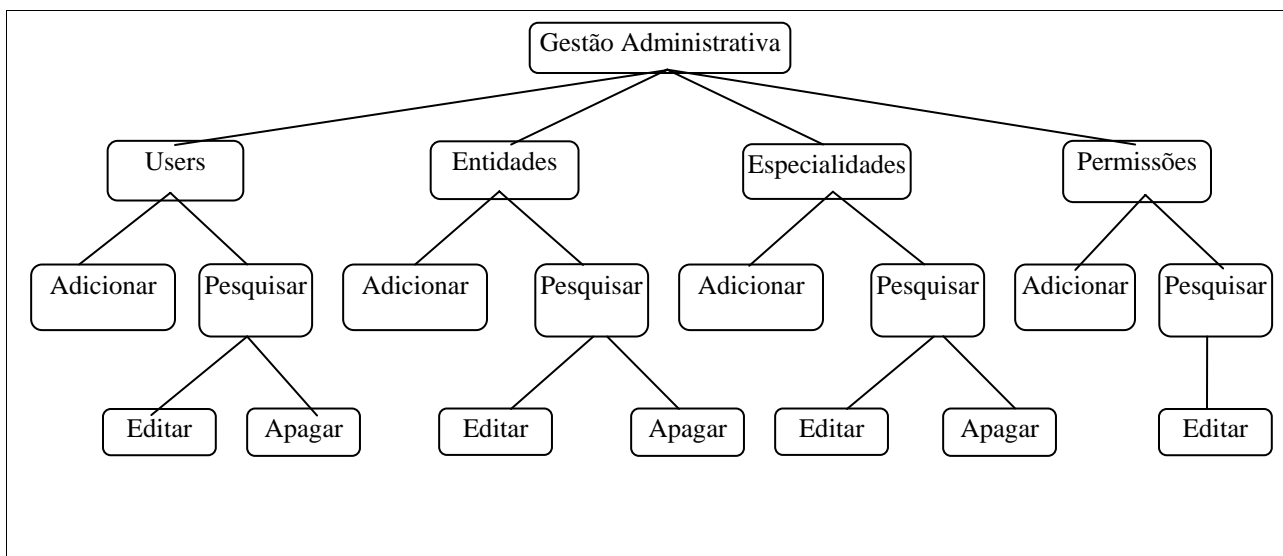 Gestão Administrativa
Users
Entidades
Especialidades
Permissões
Adicionar
Pesquisar
Adicionar
Pesquisar
Adicionar
Pesquisar
Adicionar
Pesquisar
Editar
Apagar
Editar
Apagar
Editar
Apagar
Editar